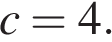 c = 4.